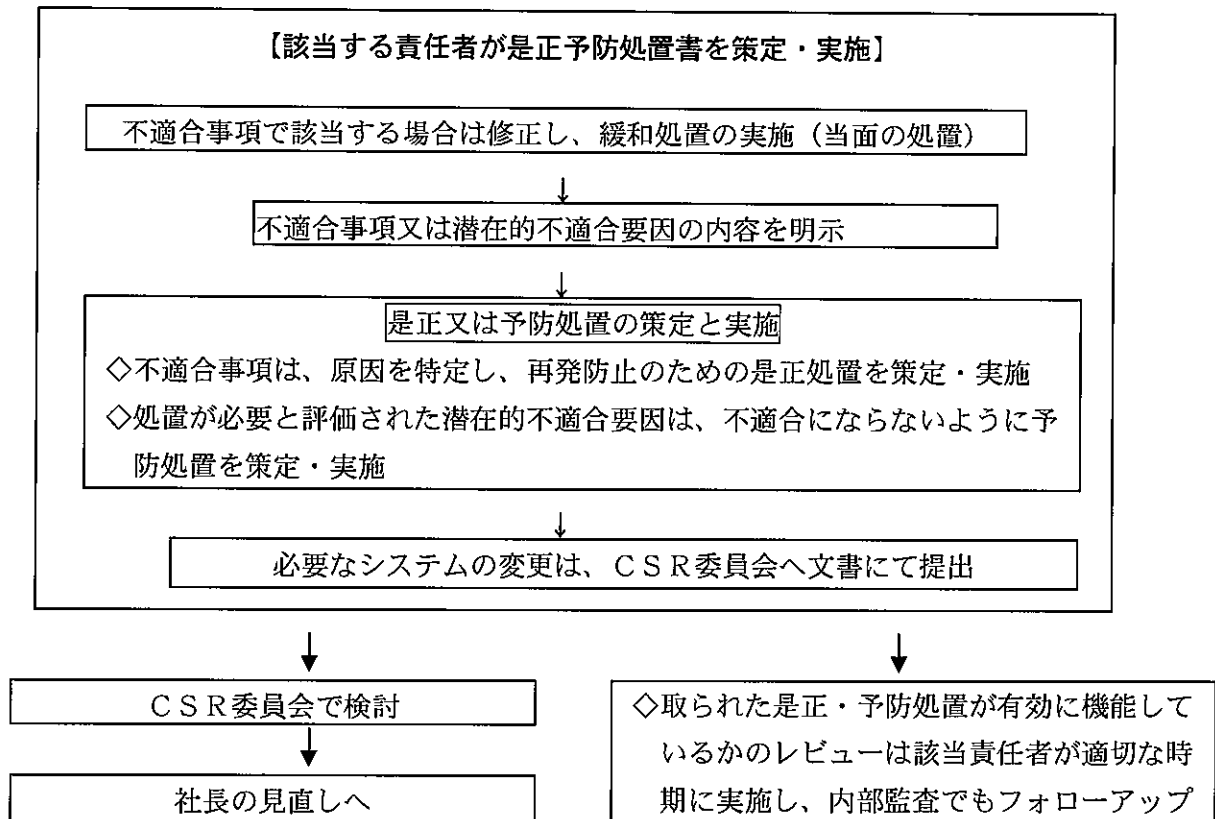 【該当する責任者が是正予防処置書を策定・実施】
不適合事項で該当する場合は修正し、緩和処置の実施（当面の処置）
↓
不適合事項又は潜在的不適合要因の内容を明示
↓
是正又は予防処置の策定と実施
◇不適合事項は、原因を特定し、再発防止のための是正処置を策定・実施
◇処置が必要と評価された潜在的不適合要因は、不適合にならないように予
防処置を策定・実施
↓
必要なシステムの変更は、ＣＳＲ委員会へ文書にて提出
ＣＳＲ委員会で検討
社長の見直しへ
◇取られた是正・予防処置が有効に機能して
いるかのレビューは該当責任者が適切な時
期に実施し、内部監査でもフォローアップ